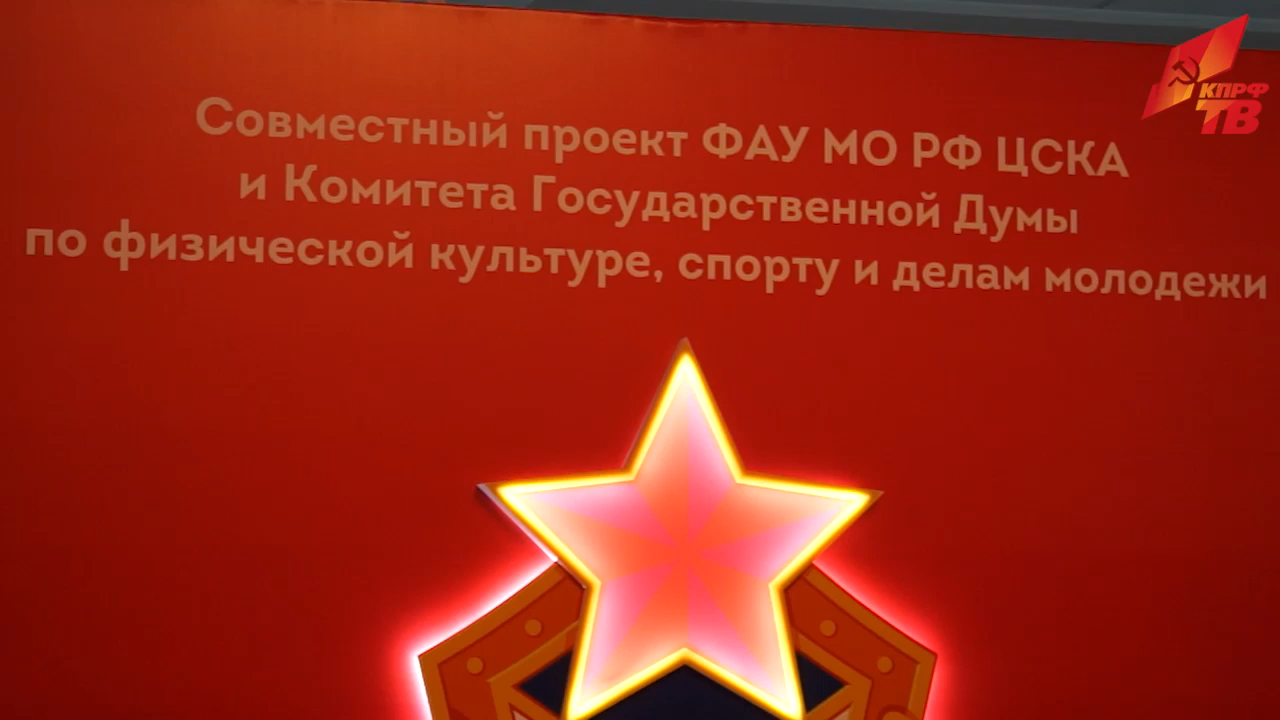 Совместный проект ФАУ МО РФ ЦСКА
и Комитета Государственной Думы
по физической культуре, спорту и делам молодежи
КПРФ
ТВ